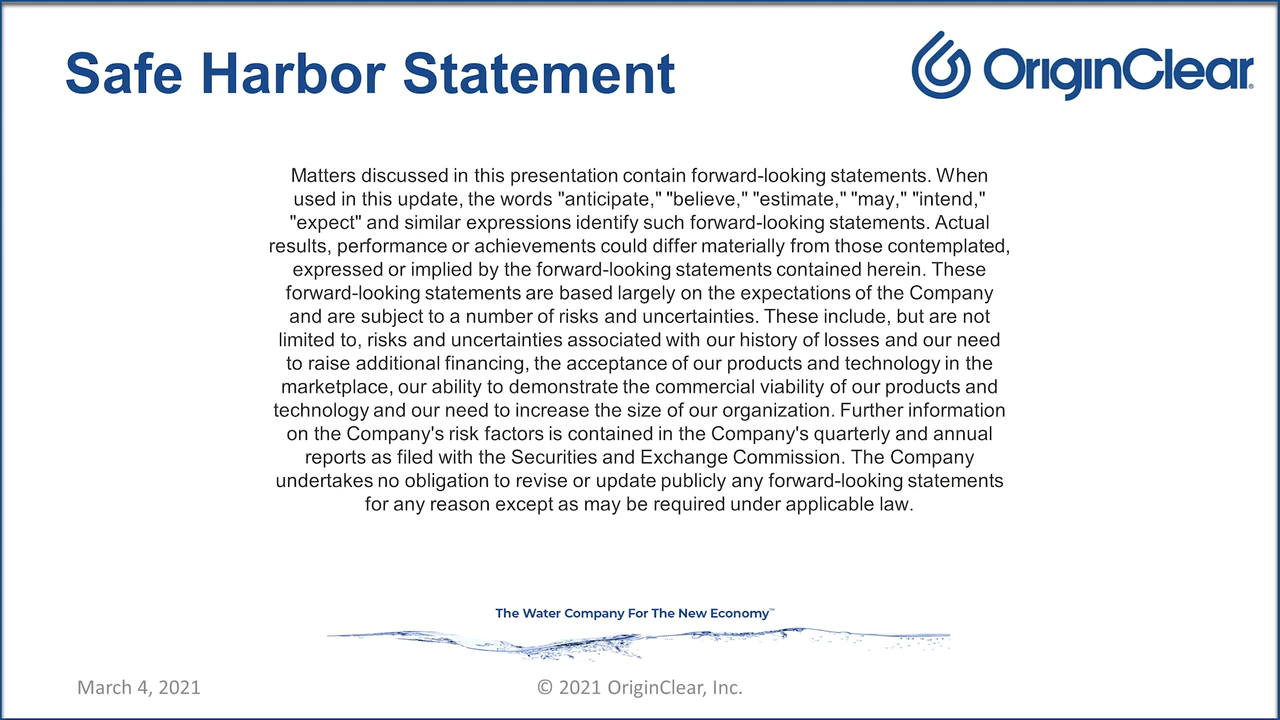 Safe Harbor Statement
OriginClear®
Matters discussed in this presentation contain forward-looking statements. When
used in this update, the words "anticipate," "believe," "estimate," "may," "intend,"
"expect" and similar expressions identify such forward-looking statements. Actual
results, performance or achievements could differ materially from those contemplated,
expressed or implied by the forward-looking statements contained herein. These
forward-looking statements are based largely on the expectations of the Company
and are subject to a number of risks and uncertainties. These include, but are not
limited to, risks and uncertainties associated with our history of losses and our need
to raise additional financing, the acceptance of our products and technology in the
marketplace, our ability to demonstrate the commercial viability of our products and
technology and our need to increase the size of our organization. Further information
on the Company's risk factors is contained in the Company's quarterly and annual
reports as filed with the Securities and Exchange Commission. The Company
undertakes no obligation to revise or update publicly any forward-looking statements
for any reason except as may be required under applicable law.
The Water Company For The New Economy™
March 4, 2021
© 2021 OriginClear, Inc.